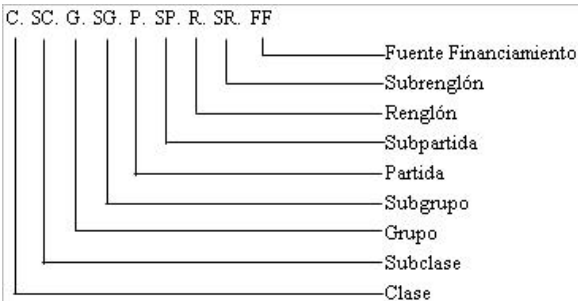 C. SC. G. SG. P. SP. R. SR. FF
Fuente Financiamiento
Subrenglón
Renglón
Subpartida
Partida
Subgrupo
Grupo
Subclase
Clase